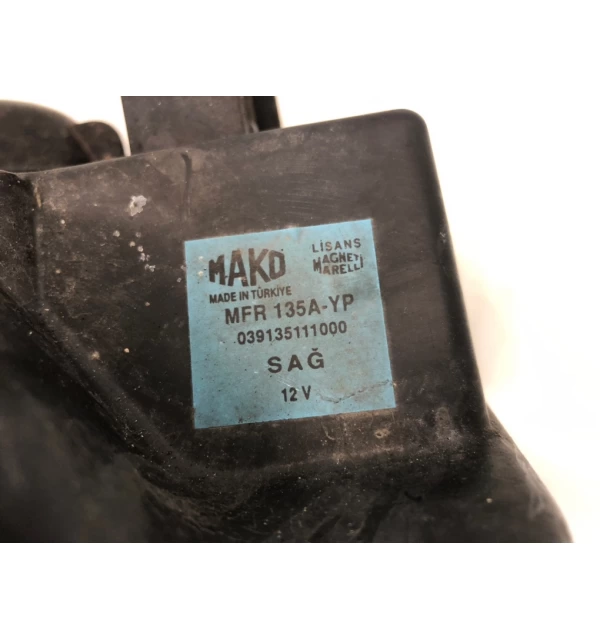 MAKO
LİSANS
MAGNETI
MARELLI
MADE IN TÜRKİYE
MFR 135A-YP
039135111000
SAĞ
12 V